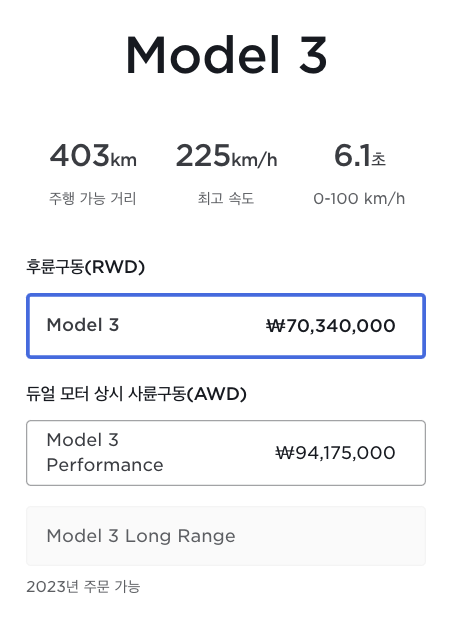 Model 3
403km 225km/h 6.1초
주행 가능 거리 최고 속도 0-100 km/h
후륜구동(RWD)
Model 3 ₩70,340,000
듀얼 모터 상시 사륜구동(AWD)
Model 3
Performance ₩94,175,000
Model 3 Long Range
2023년 주문 가능